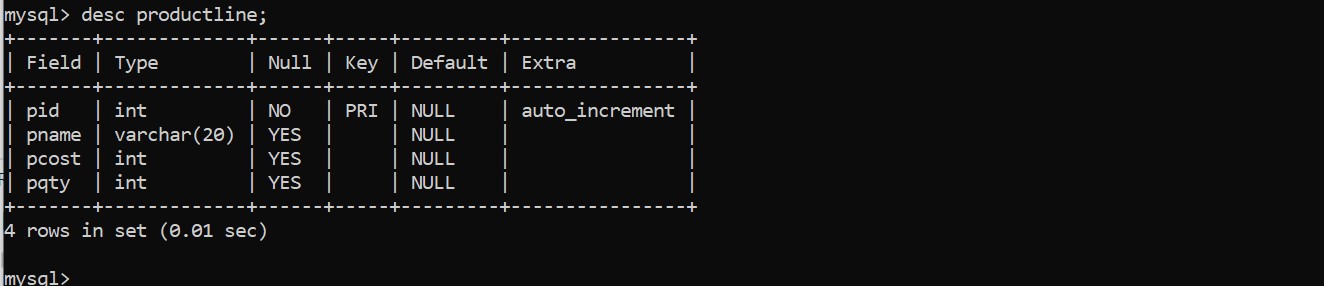 mysql> desc productline;
+-------+-------------+------+-----+---------+----------------+
| Field | Type        | Null | Key | Default | Extra          |
+-------+-------------+------+-----+---------+----------------+
| pid   | int         | NO   | PRI | NULL    | auto_increment |
| pname | varchar(20) | YES  |     | NULL    |                |
| pcost | int         | YES  |     | NULL    |                |
| pqty  | int         | YES  |     | NULL    |                |
+-------+-------------+------+-----+---------+----------------+
4 rows in set (0.01 sec)
mysql>